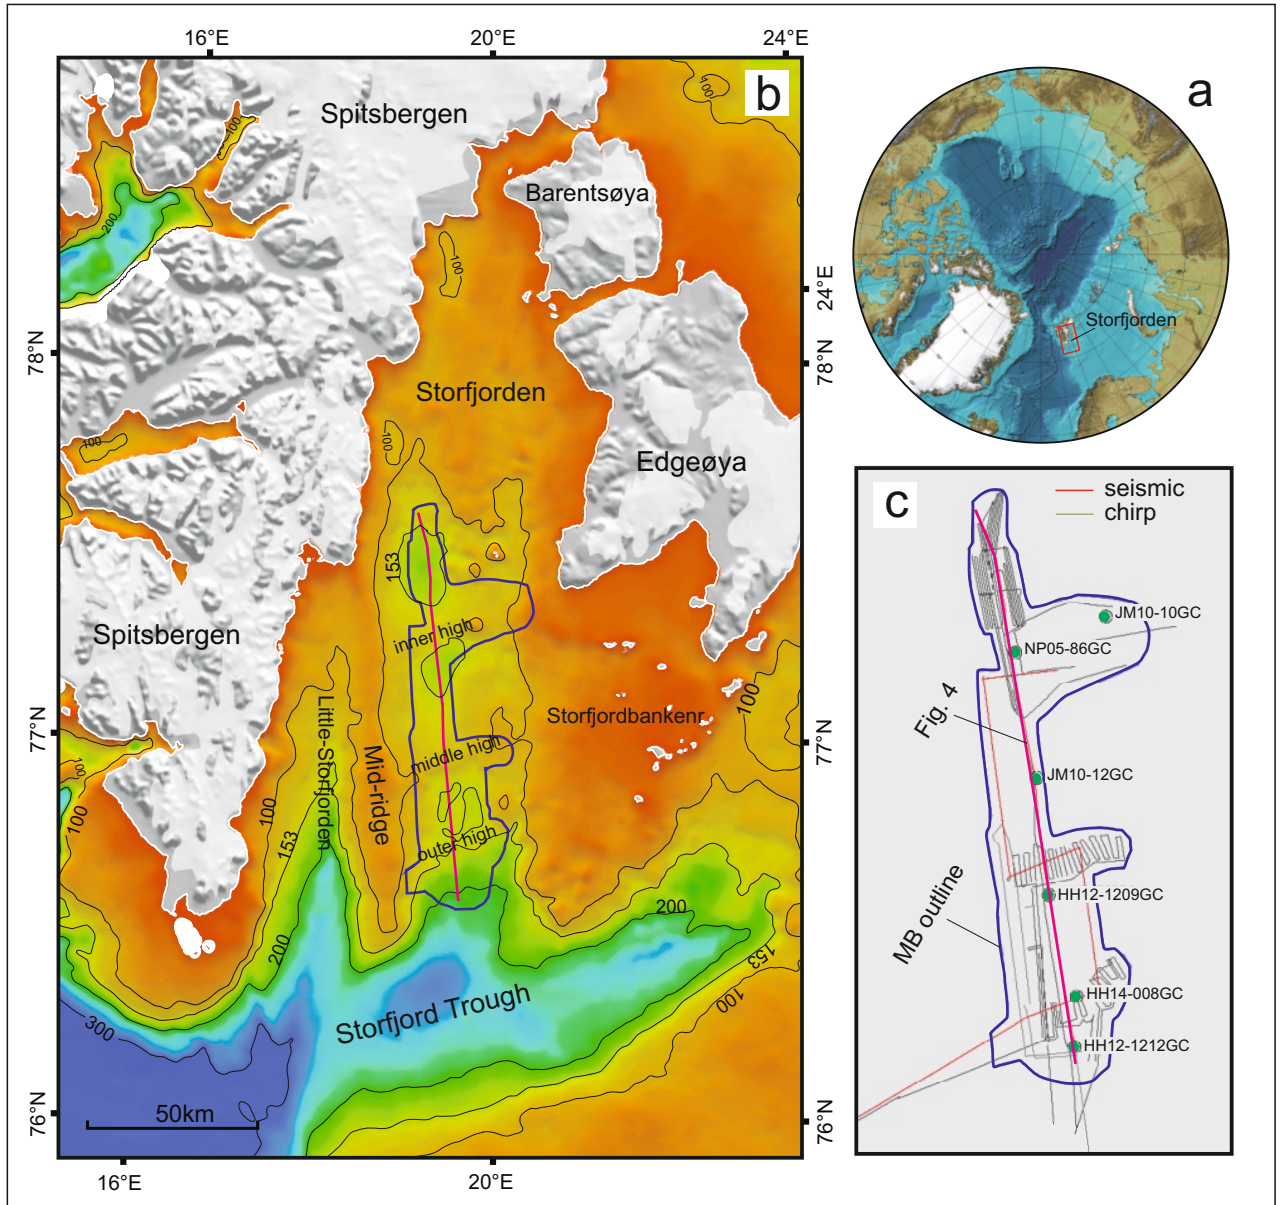 16°E
20°E
24°E
b
Spitsbergen
100
100
200
Barentsøya
100
24°E
78°N
78°N
Storfjorden
100
100
Edgeøya
153
inner high
Spitsbergen
Little-Storfjorden
Mid-ridge
Storfjordbankenr
100
77°N
77°N
middle high
100
100
100
153
outer high
200
200
153
100
300
Storfjord Trough
50km
76°N
76°N
16°E
20°E
a
Storfjorden
c
seismic
chirp
JM10-10GC
NP05-86GC
Fig. 4
JM10-12GC
MB outline
HH12-1209GC
HH14-008GC
HH12-1212GC